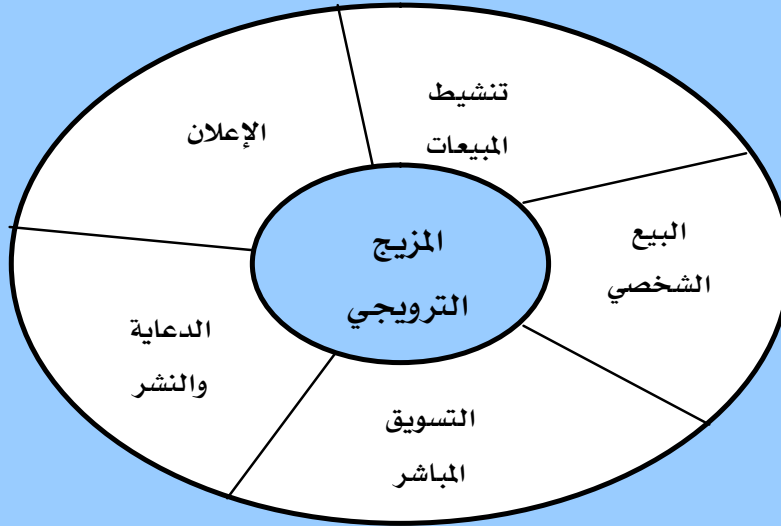 تنشيط
المبيعات
الإعلان
البيع
الشخصي
المزيج
الترويجي
الدعاية
والنشر
التسويق
المباشر